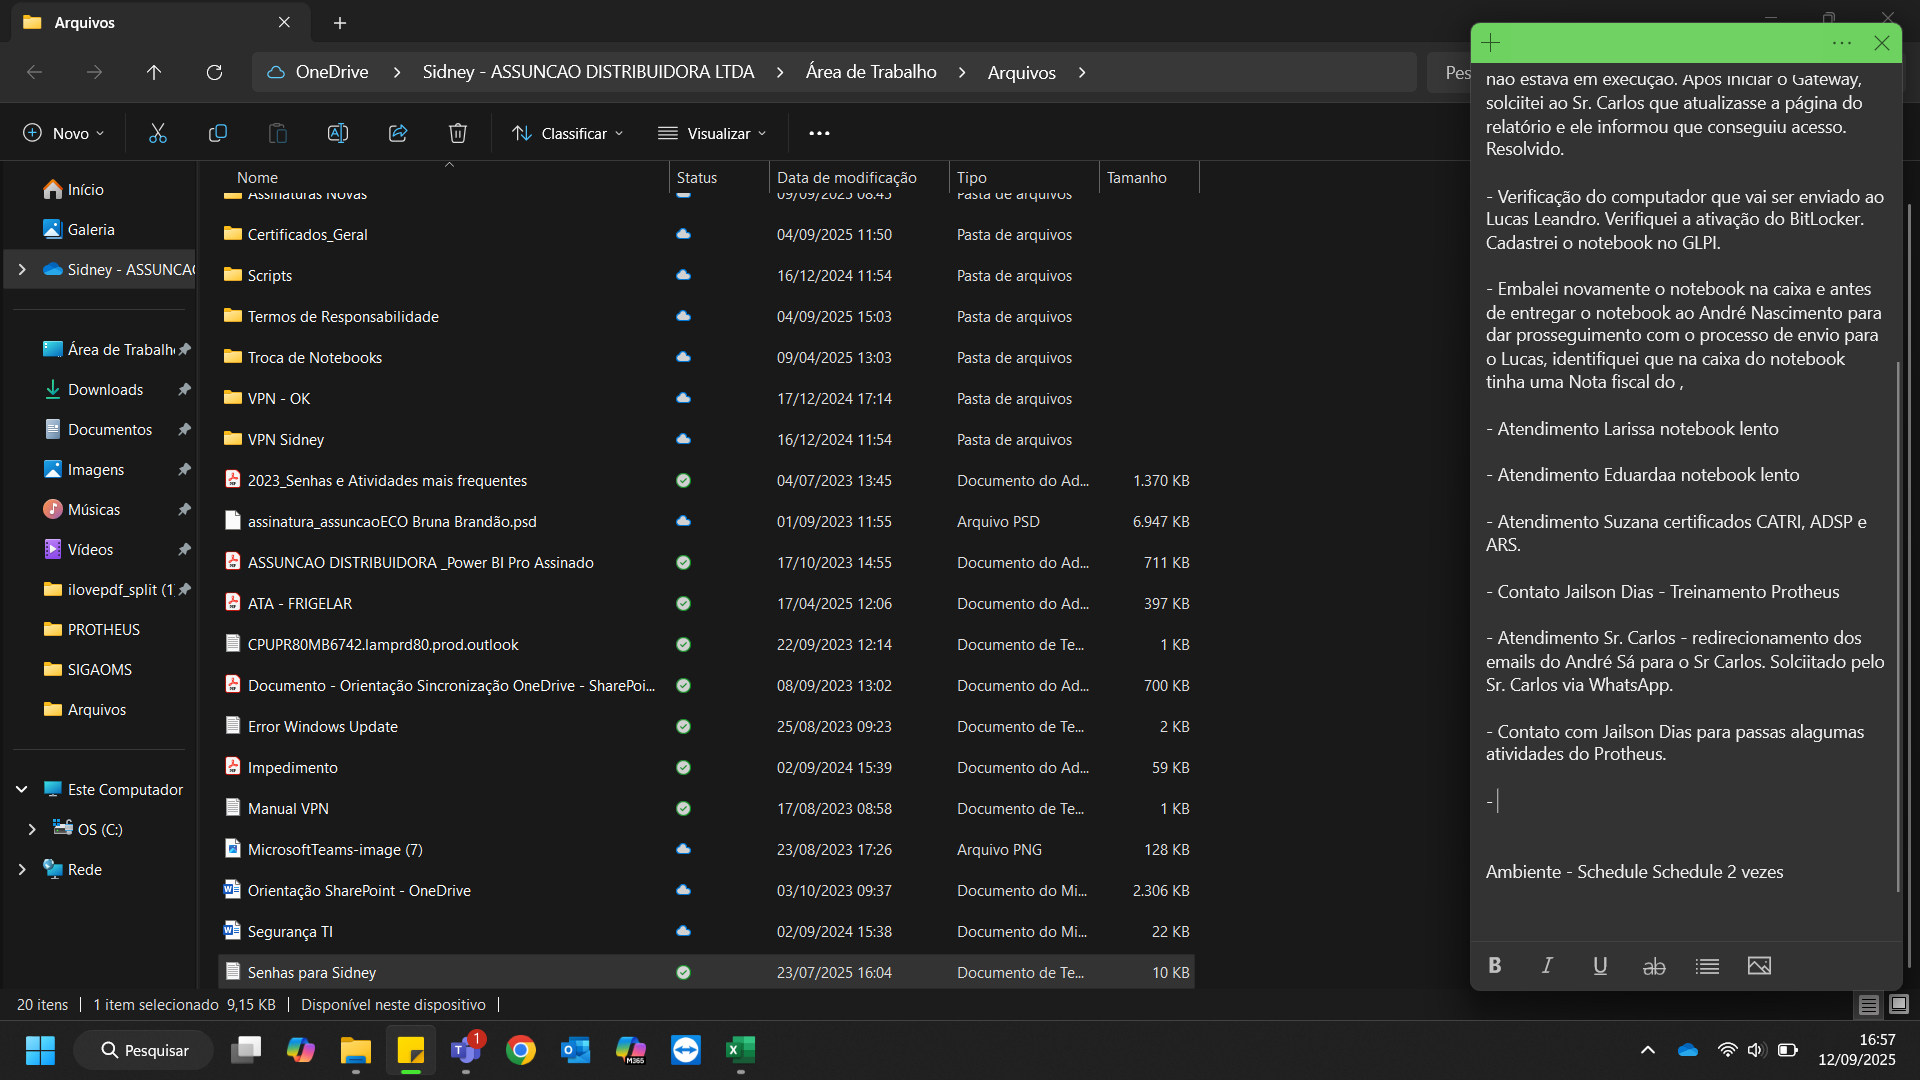 Arquivos
OneDrive > Sidney - ASSUNCAO DISTRIBUIDORA LTDA > Área de Trabalho > Arquivos >
Pes
Novo
Classificar
Visualizar
Início
Galeria
Sidney - ASSUNCA
Área de Trabalh
Downloads
Documentos
Imagens
Músicas
Vídeos
ilovepdf_split (1
PROTHEUS
SIGAOMS
Arquivos
Este Computador
OS (C:)
Rede
Nome Status Data de modificação Tipo Tamanho
Assinaturas Novas 09/09/2025 08:45 Pasta de arquivos
Certificados_Geral 04/09/2025 11:50 Pasta de arquivos
Scripts 16/12/2024 11:54 Pasta de arquivos
Termos de Responsabilidade 04/09/2025 15:03 Pasta de arquivos
Troca de Notebooks 09/04/2025 13:03 Pasta de arquivos
VPN - OK 17/12/2024 17:14 Pasta de arquivos
VPN Sidney 16/12/2024 11:54 Pasta de arquivos
2023_Senhas e Atividades mais frequentes 04/07/2023 13:45 Documento do Ad... 1.370 KB
assinatura_assuncaoECO Bruna Brandão.psd 01/09/2023 11:55 Arquivo PSD 6.947 KB
ASSUNCAO DISTRIBUIDORA _Power BI Pro Assinado 17/10/2023 14:55 Documento do Ad... 711 KB
ATA - FRIGELAR 17/04/2025 12:06 Documento do Ad... 397 KB
CPUPR80MB6742.lamprd80.prod.outlook 22/09/2023 12:14 Documento de Te... 1 KB
Documento - Orientação Sincronização OneDrive - SharePoi... 08/09/2023 13:02 Documento do Ad... 700 KB
Error Windows Update 25/08/2023 09:23 Documento de Te... 2 KB
Impedimento 02/09/2024 15:39 Documento do Ad... 59 KB
Manual VPN 17/08/2023 08:58 Documento de Te... 1 KB
MicrosoftTeams-image (7) 23/08/2023 17:26 Arquivo PNG 128 KB
Orientação SharePoint - OneDrive 03/10/2023 09:37 Documento do Mi... 2.306 KB
Segurança TI 02/09/2024 15:38 Documento do Mi... 22 KB
Senhas para Sidney 23/07/2025 16:04 Documento de Te... 10 KB
20 itens | 1 item selecionado 9,15 KB | Disponível neste dispositivo |
não estava em execução. Após iniciar o Gateway,
solciitei ao Sr. Carlos que atualizasse a página do
relatório e ele informou que conseguiu acesso.
Resolvido.
- Verificação do computador que vai ser enviado ao
Lucas Leandro. Verifiquei a ativação do BitLocker.
Cadastrei o notebook no GLPI.
- Embalei novamente o notebook na caixa e antes
de entregar o notebook ao André Nascimento para
dar prosseguimento com o processo de envio para
o Lucas, identifiquei que na caixa do notebook
tinha uma Nota fiscal do ,
- Atendimento Larissa notebook lento
- Atendimento Eduardaa notebook lento
- Atendimento Suzana certificados CATRI, ADSP e
ARS.
- Contato Jailson Dias - Treinamento Protheus
- Atendimento Sr. Carlos - redirecionamento dos
emails do André Sá para o Sr Carlos. Solciitado pelo
Sr. Carlos via WhatsApp.
- Contato com Jailson Dias para passas alagumas
atividades do Protheus.
-
Ambiente - Schedule Schedule 2 vezes
B I U ab
Pesquisar
1
M365
16:57
12/09/2025